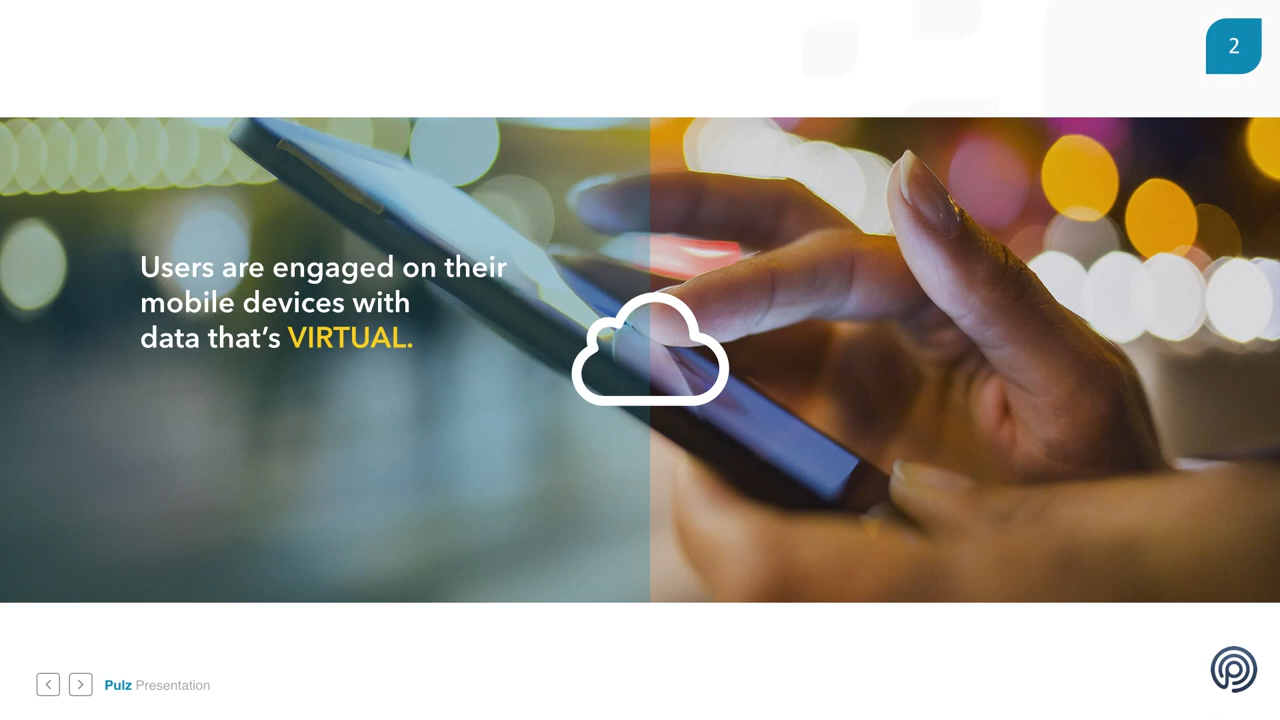 2
Users are engaged on their
mobile devices with
data that’s VIRTUAL.
Pulz Presentation